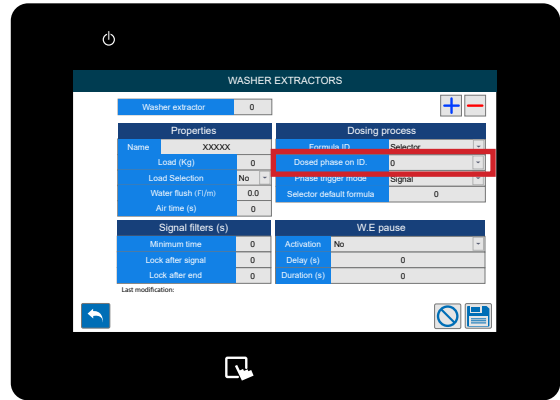 WASHER EXTRACTORS
Washer extractor 0
Properties
Name XXXXX
Load (Kg) 0
Load Selection No
Water flush (Fl/m) 0.0
Air time (s) 0
Dosing process
Formula ID. Selector
Dosed phase on ID. 0
Phase trigger mode Signal
Selector default formula 0
Signal filters (s)
Minimum time 0
Lock after signal 0
Lock after end 0
W.E pause
Activation No
Delay (s) 0
Duration (s) 0
Last modification: